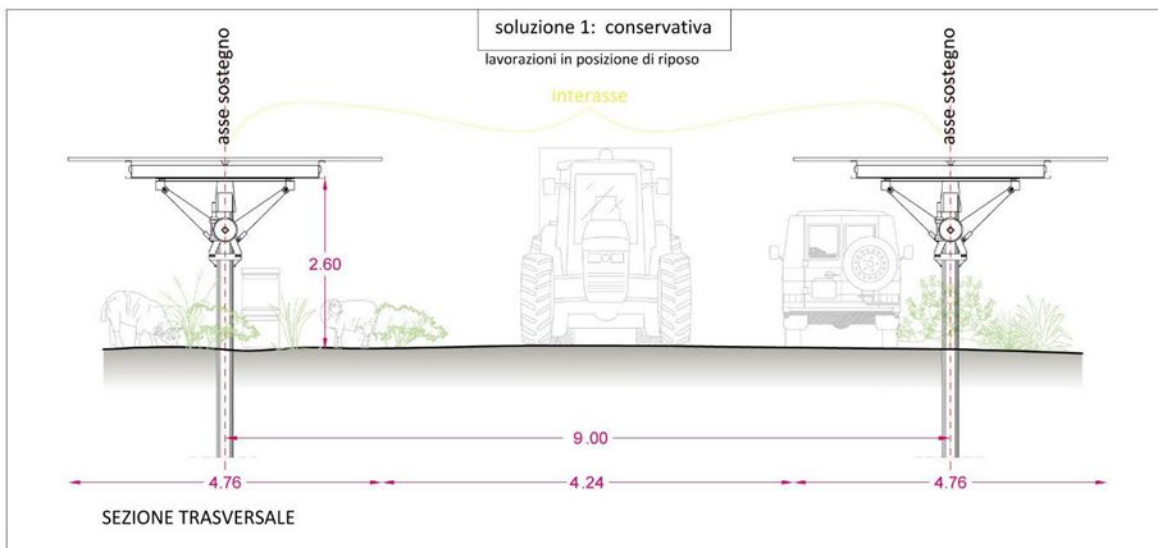 soluzione 1: conservativa
lavorazioni in posizione di riposo
asse sostegno
interasse
asse sostegno
2.60
9.00
4.76
4.24
4.76
SEZIONE TRASVERSALE